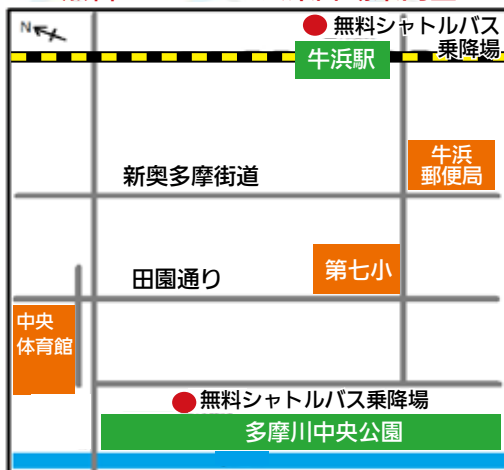 N
無料シャトルバス
乗降場
牛浜駅
牛浜
郵便局
新奥多摩街道
第七小
田園通り
中央
体育館
無料シャトルバス乗降場
多摩川中央公園